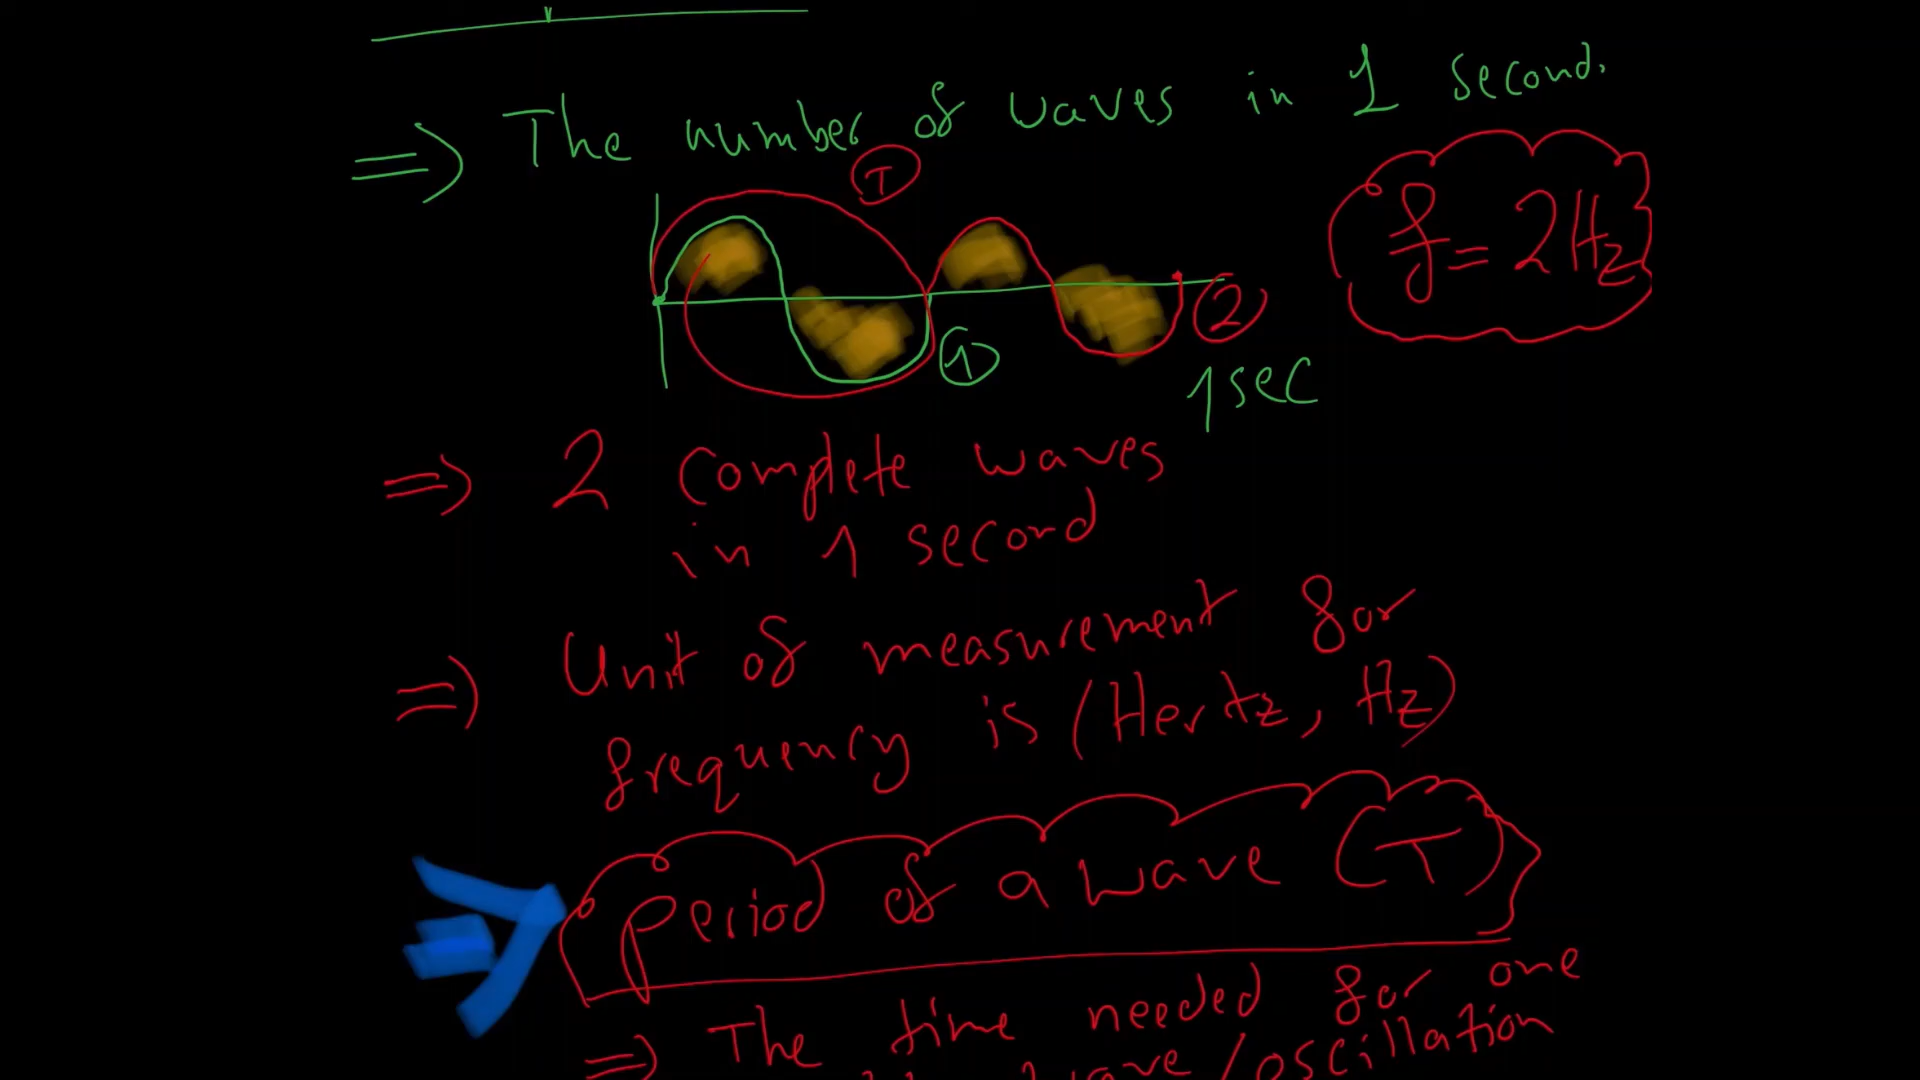 => The number of waves in 1 second.
T
f = 2Hz
1
2
1sec
=> 2 Complete waves
in 1 second
=> Unit of measurement for
frequency is (Hertz, Hz)
Period of a wave (T)
=> The time needed for one
/oscillation